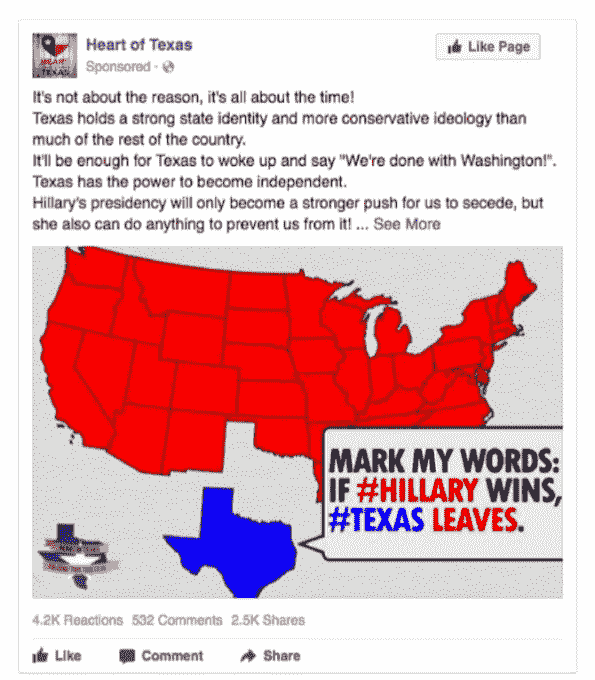 Heart of Texas
Like Page
Sponsored ·
HEART
TEXAS
It's not about the reason, it's all about the time!
Texas holds a strong state identity and more conservative ideology than
much of the rest of the country.
It'll be enough for Texas to woke up and say "We're done with Washington!".
Texas has the power to become independent.
Hillary's presidency will only become a stronger push for us to secede, but
she also can do anything to prevent us from it! ... See More
MARK MY WORDS:
IF #HILLARY WINS,
#TEXAS LEAVES.
4.2K Reactions 532 Comments 2.5K Shares
Like Comment Share